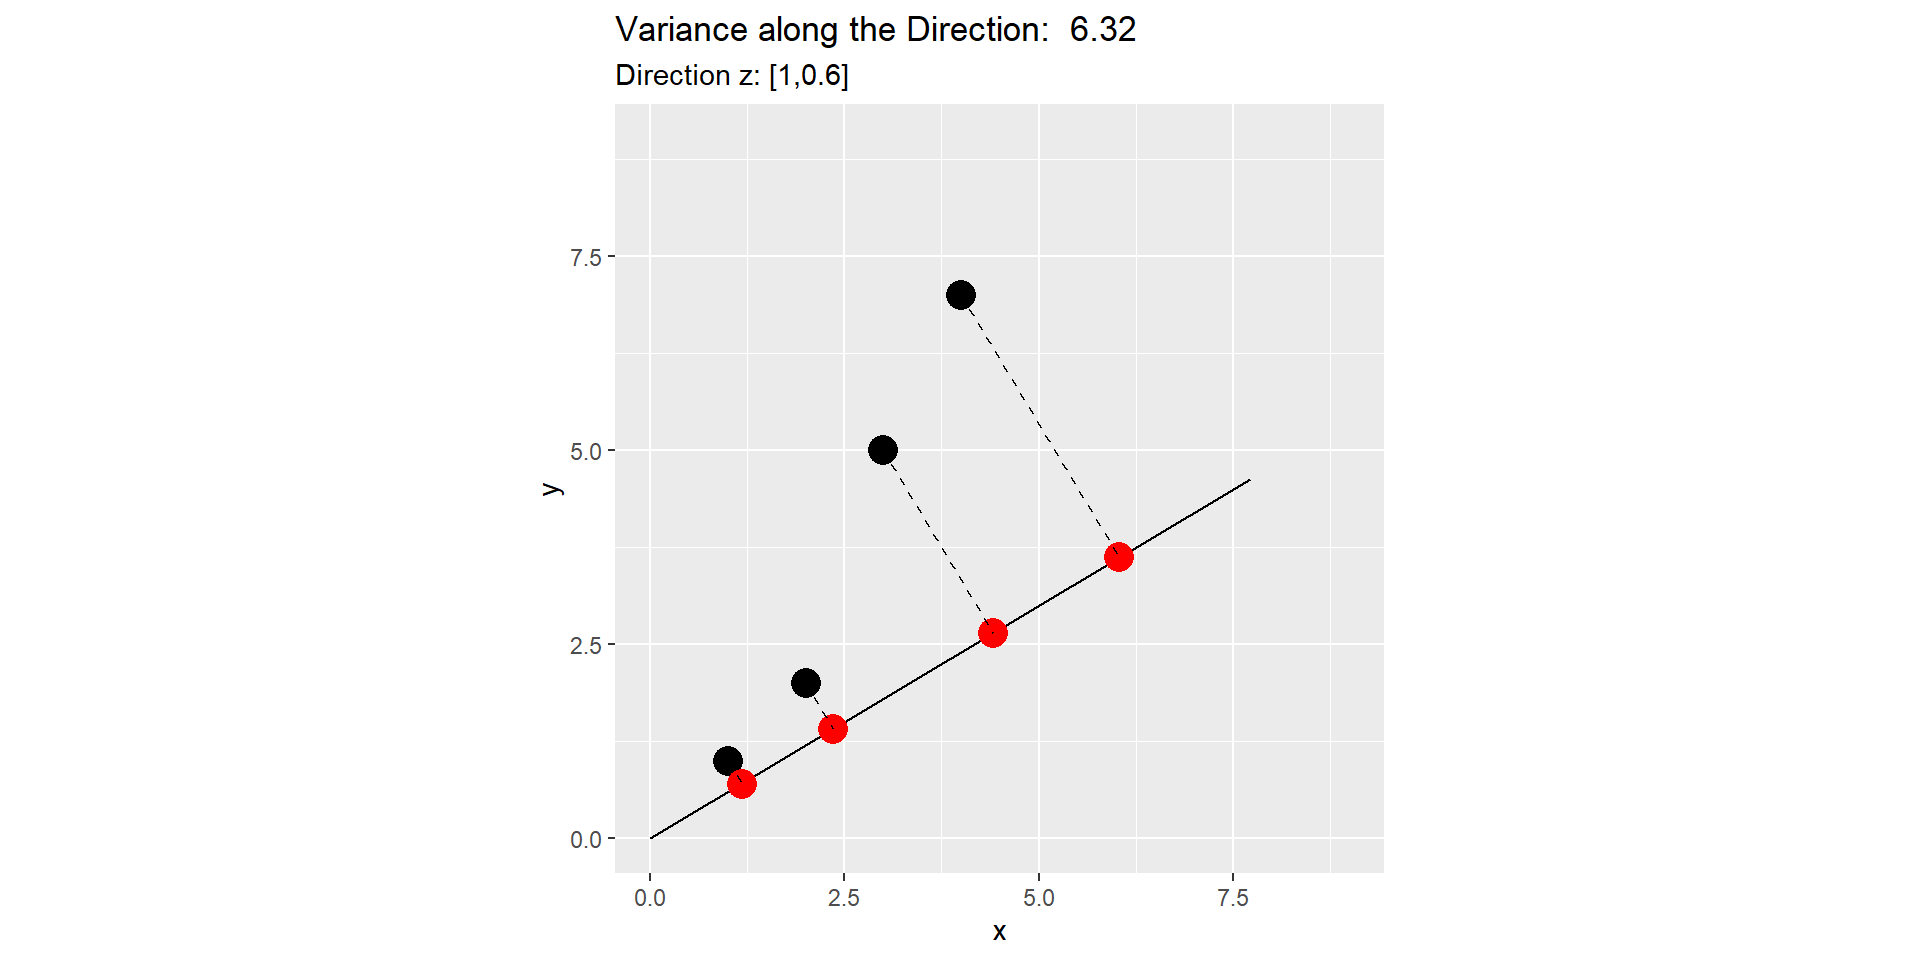 Variance along the Direction:  6.32
Direction z: [1,0.6]
7.5
5.0
2.5
0.0
y
0.0 2.5 5.0 7.5
x